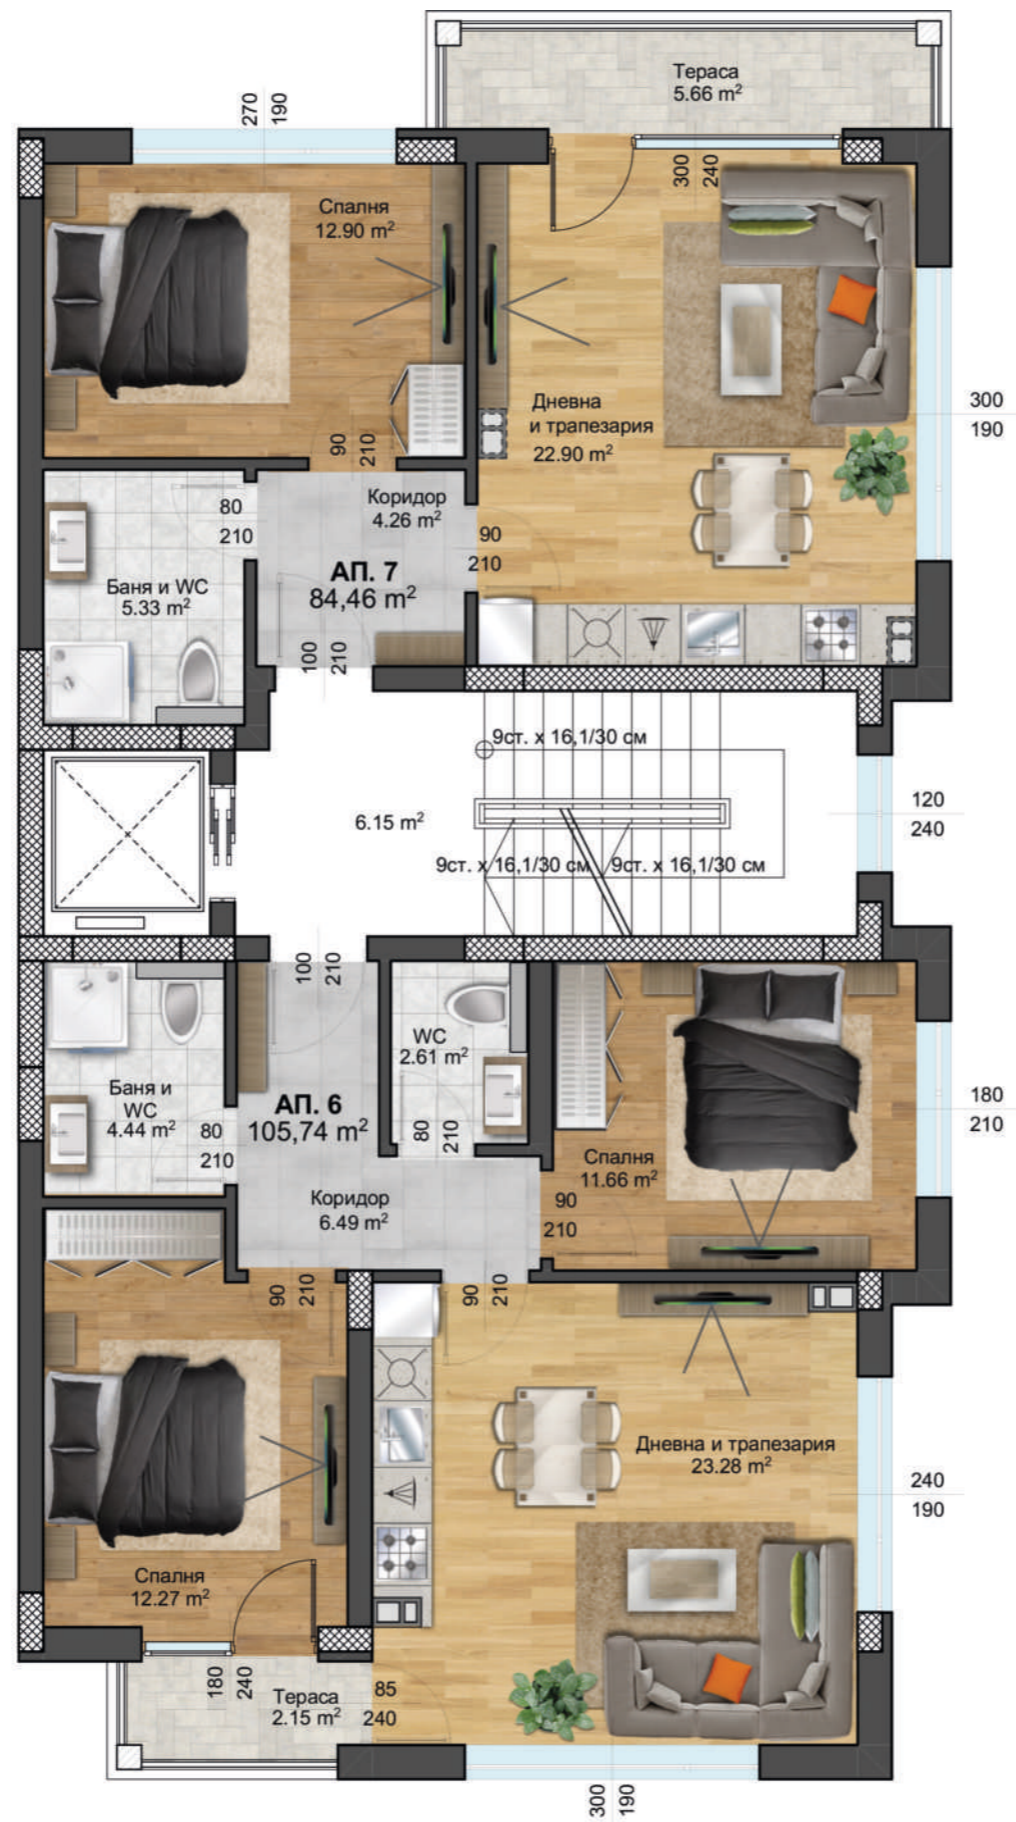 Тераса
5.66 m²
270
190
300
240
Спалня
12.90 m²
Дневна
и трапезария
22.90 m²
300
190
90
210
80
210
Коридор
4.26 m²
90
210
АП. 7
84,46 m²
Баня и WC
5.33 m²
100
210
9ст. x 16,1/30 см
120
240
6.15 m²
9ст. x 16,1/30 см
9ст. x 16,1/30 см
100
210
WC
2.61 m²
Баня и
WC
4.44 m²
80
210
АП. 6
105,74 m²
80
210
180
210
Спалня
11.66 m²
Коридор
6.49 m²
90
210
90
210
90
210
Дневна и трапезария
23.28 m²
240
190
Спалня
12.27 m²
180
240
Тераса
2.15 m²
85
240
300
190